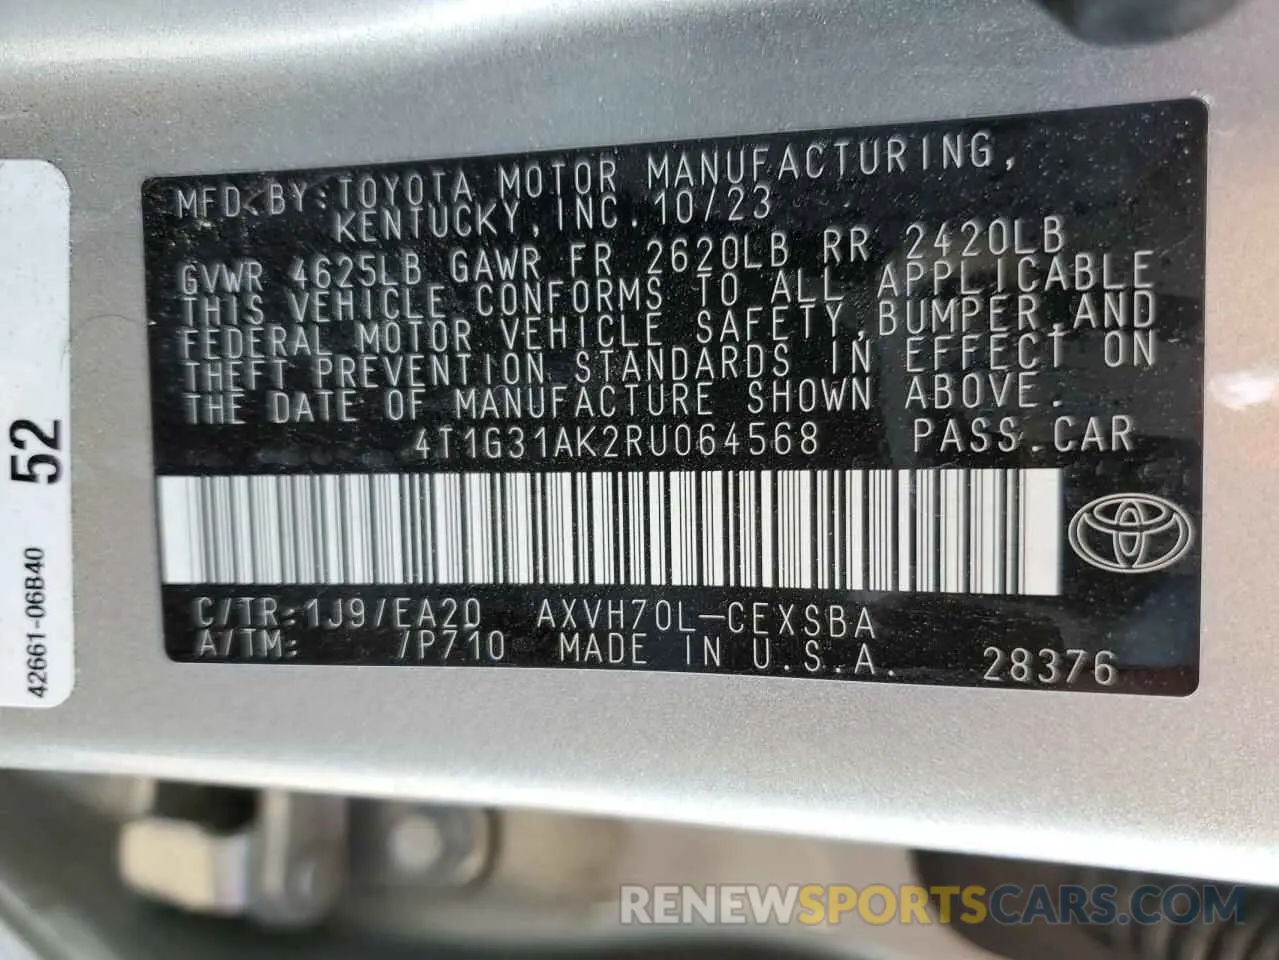 MFD. BY: TOYOTA MOTOR MANUFACTURING,
KENTUCKY, INC. 10/23
GVWR 4625LB GAWR FR 2620LB RR 2420LB
THIS VEHICLE CONFORMS TO ALL APPLICABLE
FEDERAL MOTOR VEHICLE SAFETY, BUMPER, AND
THEFT PREVENTION STANDARDS IN EFFECT ON
THE DATE OF MANUFACTURE SHOWN ABOVE.
4T1G31AK2RU064568 PASS. CAR
C/TR: 1J9/EA20 AXVH70L-CEXSBA
A/TM: /P710 MADE IN U.S.A. 28376
52
42661-06B40
RENEWSPORTSCARS.COM